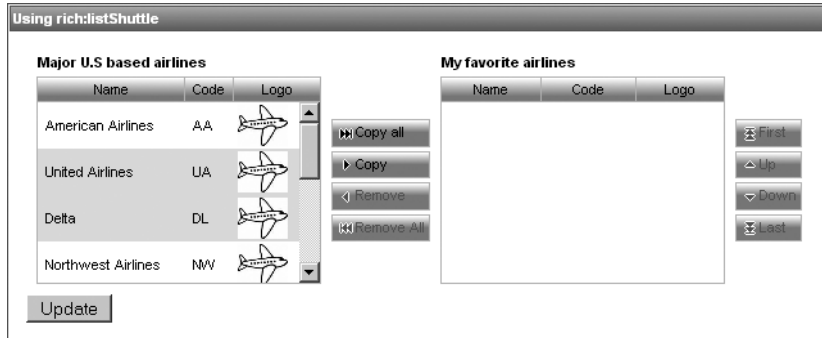 Using rich:listShuttle
Major U.S based airlines
My favorite airlines
Name Code Logo
Name Code Logo
American Airlines AA
United Airlines UA
Delta DL
Northwest Airlines NW
Copy all
Copy
Remove
Remove All
First
Up
Down
Last
Update